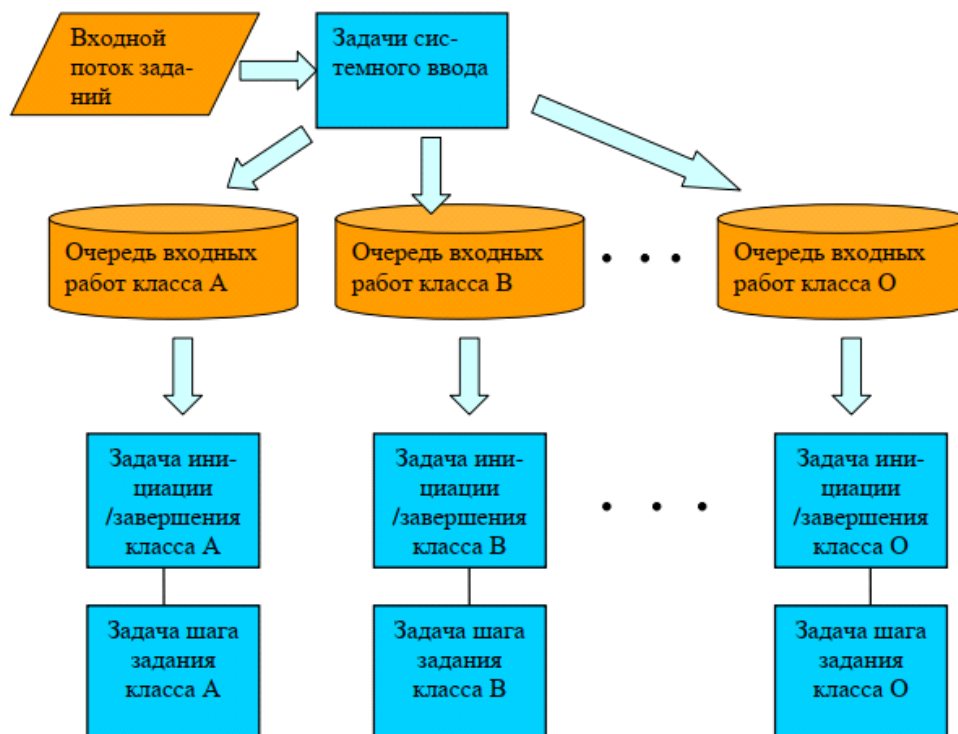 Входной
поток зада-
ний
Задачи сис-
темного ввода
Очередь входных
работ класса A
Очередь входных
работ класса B
Очередь входных
работ класса O
Задача ини-
циации
/завершения
класса A
Задача ини-
циации
/завершения
класса B
Задача ини-
циации
/завершения
класса O
Задача шага
задания
класса A
Задача шага
задания
класса B
Задача шага
задания
класса O